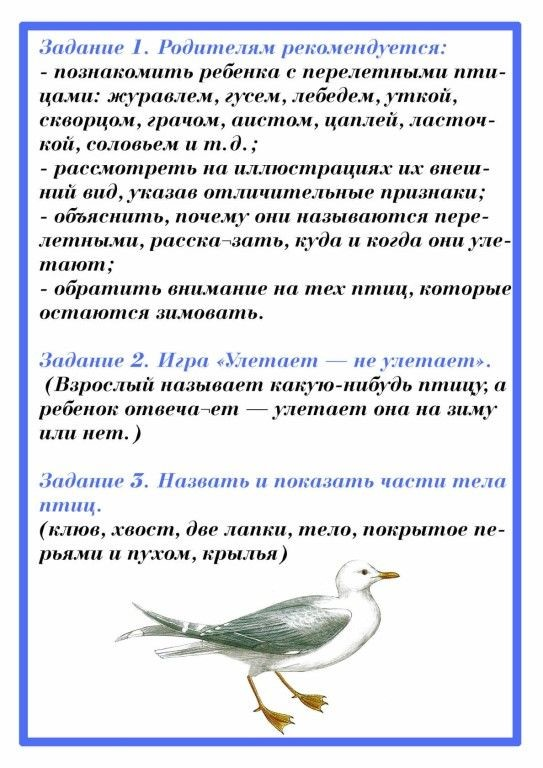 Задание 1. Родителям рекомендуется:
- познакомить ребенка с перелетными пти-
цами: журавлем, гусем, лебедем, уткой,
скворцом, грачом, аистом, цаплей, ласточ-
кой, соловьем и т.д.;
- рассмотреть на иллюстрациях их внеш-
ний вид, указав отличительные признаки;
- объяснить, почему они называются пере-
летными, расска¬зать, куда и когда они уле-
тают;
- обратить внимание на тех птиц, которые
остаются зимовать.
Задание 2. Игра «Улетает — не улетает».
(Взрослый называет какую-нибудь птицу, а
ребенок отвеча¬ет — улетает она на зиму
или нет.)
Задание 3. Назвать и показать части тела
птиц.
(клюв, хвост, две лапки, тело, покрытое пе-
рьями и пухом, крылья)